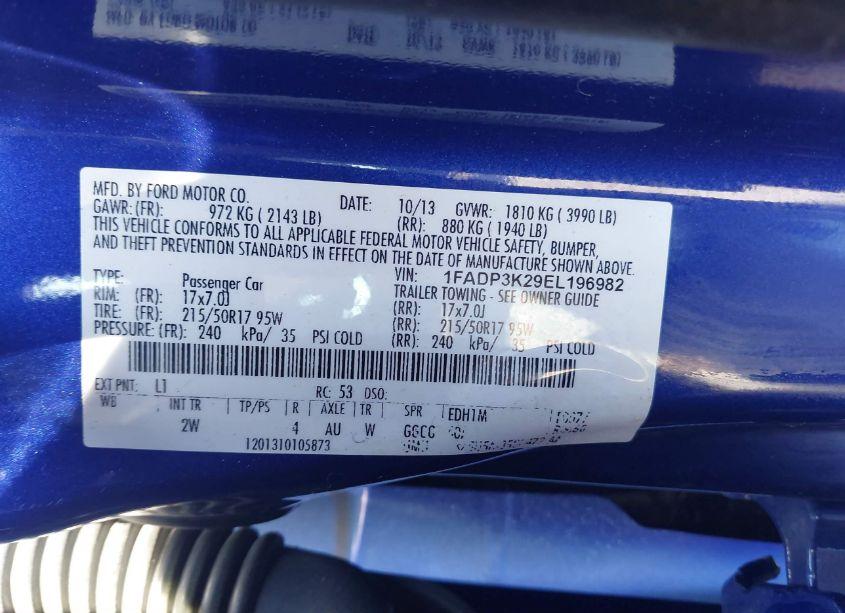 MFD. BY FORD MOTOR CO. DATE: 10/13 GVWR: 1810 KG ( 3990 LB)
GAWR: (FR): 972 KG ( 2143 LB) (RR): 880 KG ( 1940 LB)
THIS VEHICLE CONFORMS TO ALL APPLICABLE FEDERAL MOTOR VEHICLE SAFETY, BUMPER,
AND THEFT PREVENTION STANDARDS IN EFFECT ON THE DATE OF MANUFACTURE SHOWN ABOVE.
VIN: 1FADP3K29EL196982
TYPE: Passenger Car TRAILER TOWING - SEE OWNER GUIDE
RIM: (FR): 17x7.0J (RR): 17x7.0J
TIRE: (FR): 215/50R17 95W (RR): 215/50R17 95W
PRESSURE: (FR): 240 kPa/ 35 PSI COLD (RR): 240 kPa/ 35 PSI COLD
EXT PNT: L1 RC: 53 DSO:
WB INT TR TP/PS R AXLE TR SPR EDH1M
2W 4 AU W GGCG
1201310105873